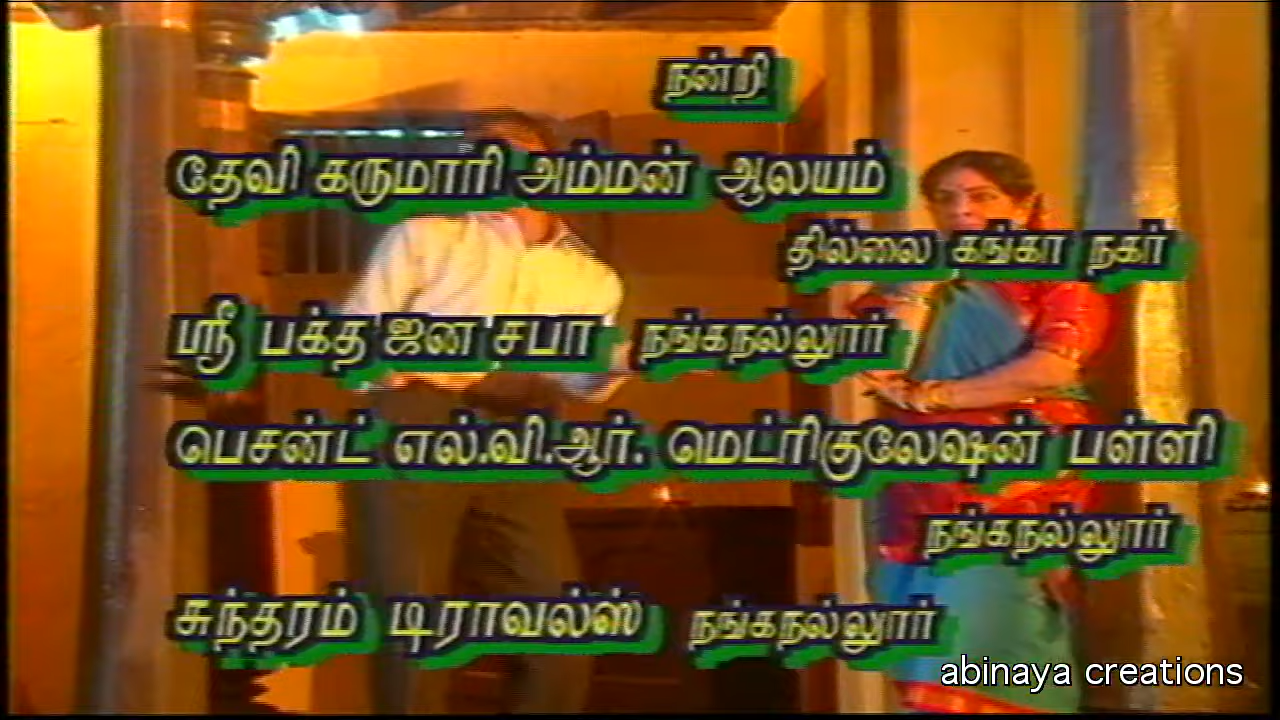 நன்றி
தேவி கருமாரி அம்மன் ஆலயம்
தில்லை கங்கா நகர்
ஸ்ரீ பக்த ஜன சபா நங்கநல்லூர்
பெசன்ட் எல்.வி.ஆர். மெட்ரிகுலேஷன் பள்ளி
நங்கநல்லூர்
சுந்தரம் டிராவல்ஸ் நங்கநல்லூர்
abinaya creations